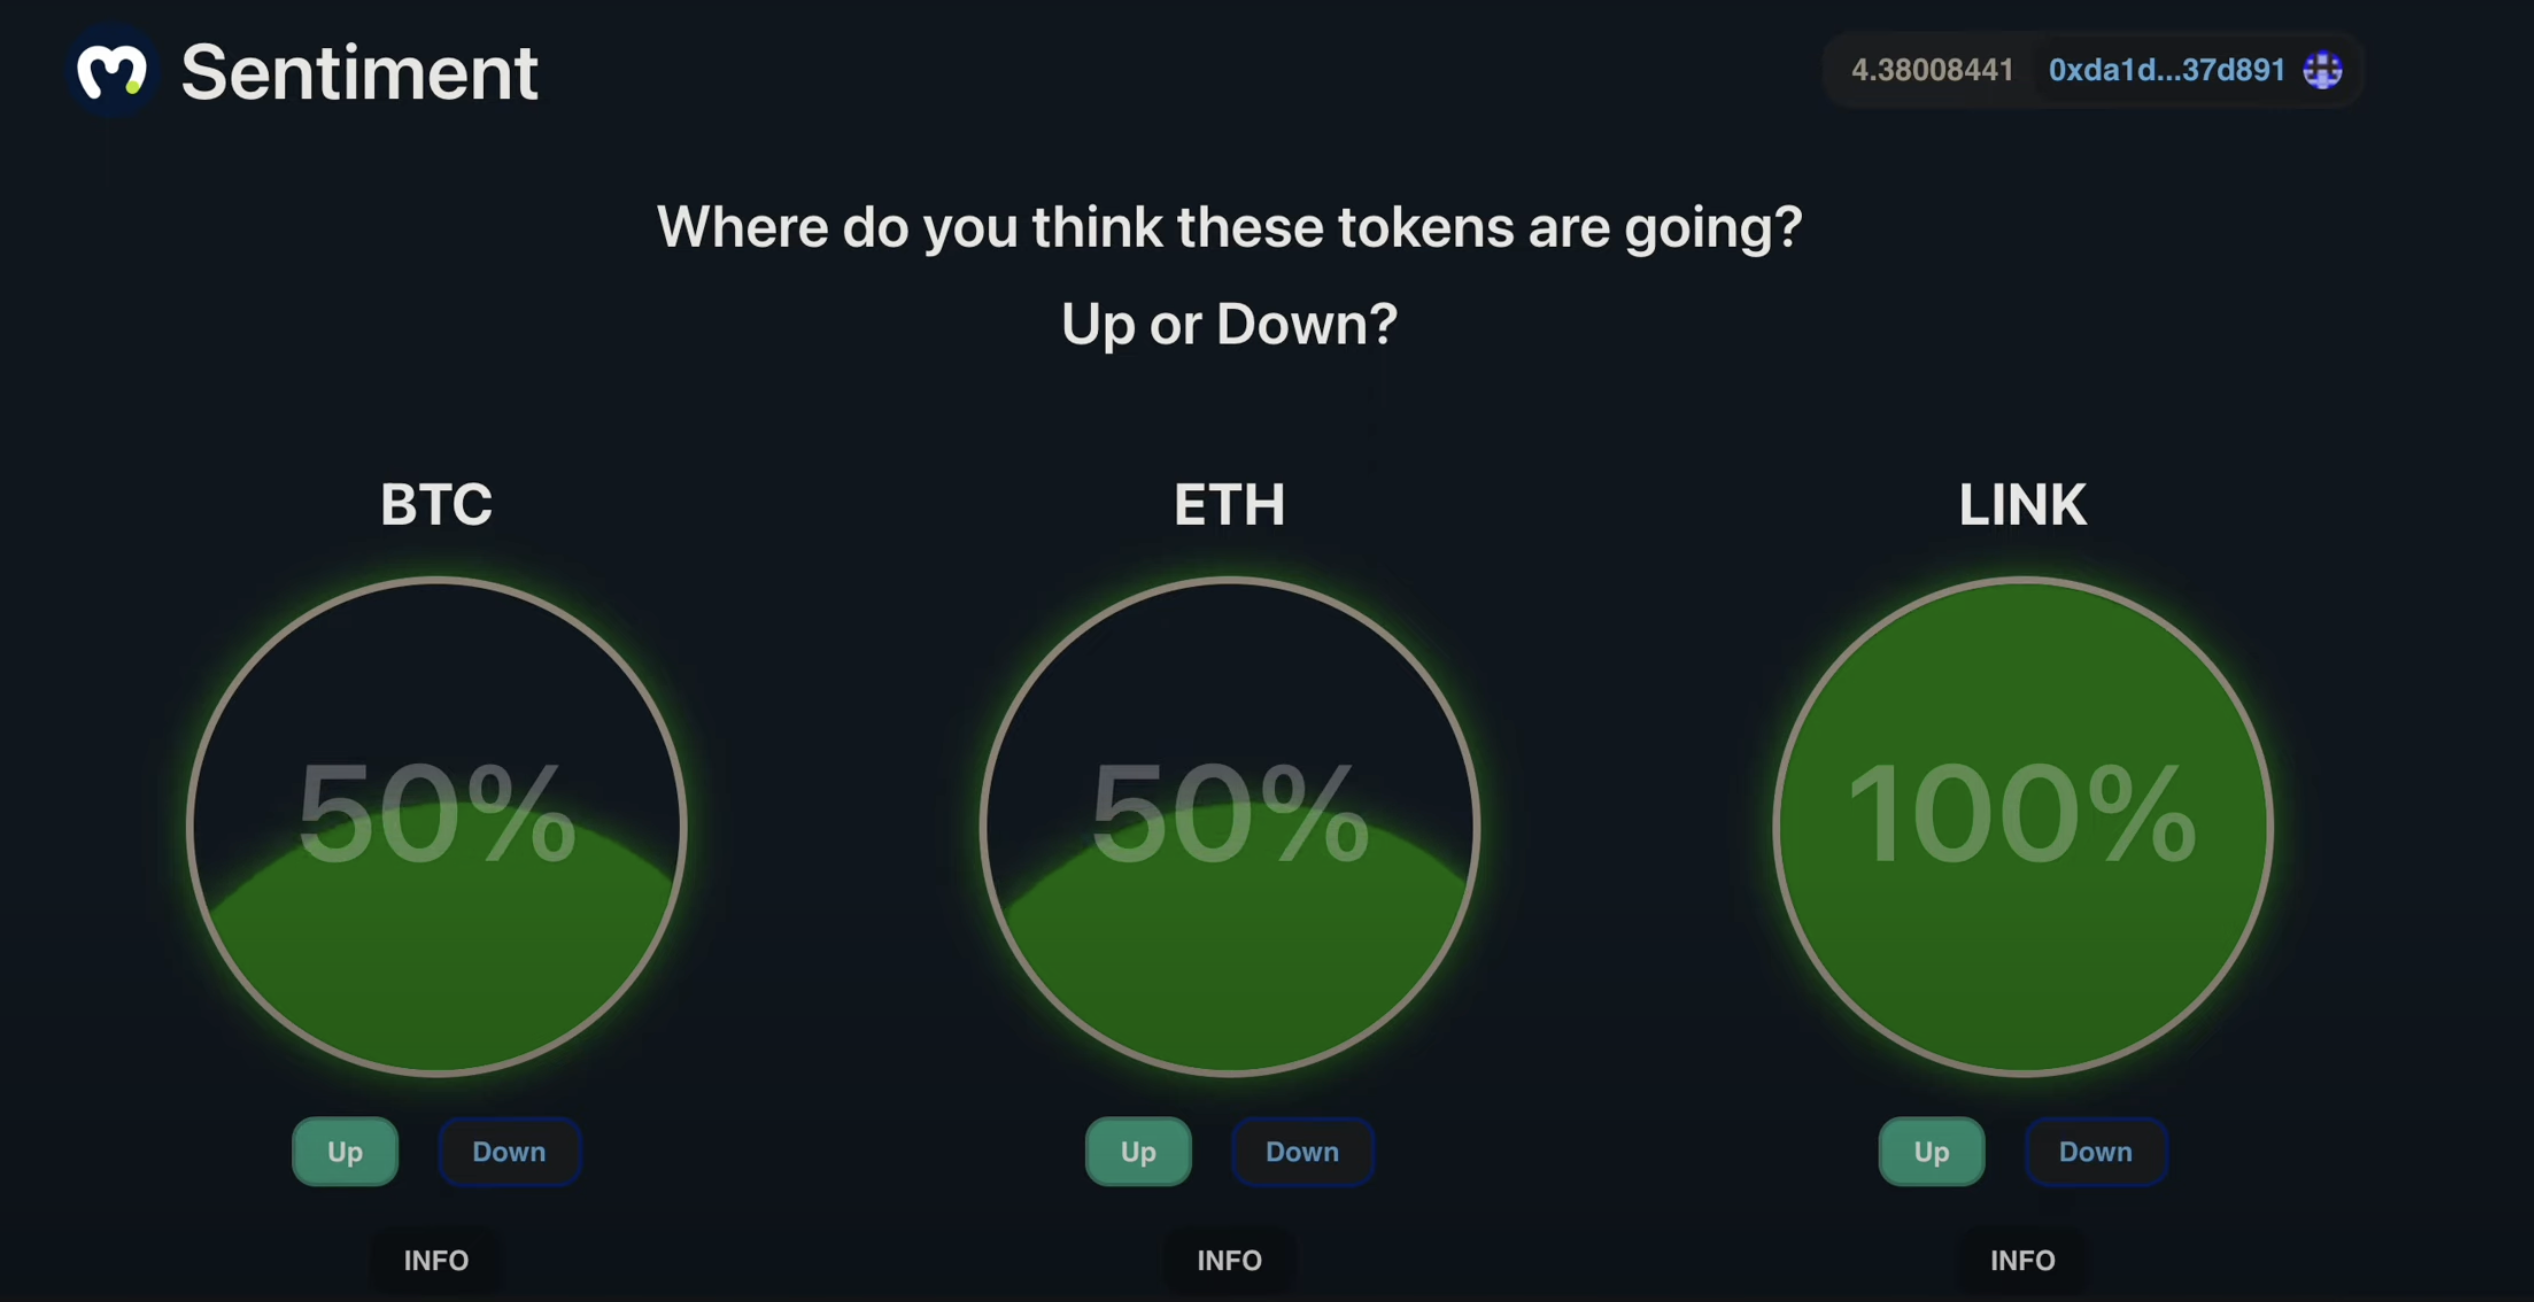 Sentiment
4.38008441 0xda1d...37d891
Where do you think these tokens are going?
Up or Down?
BTC
ETH
LINK
50%
50%
100%
Up Down
Up Down
Up Down
INFO
INFO
INFO